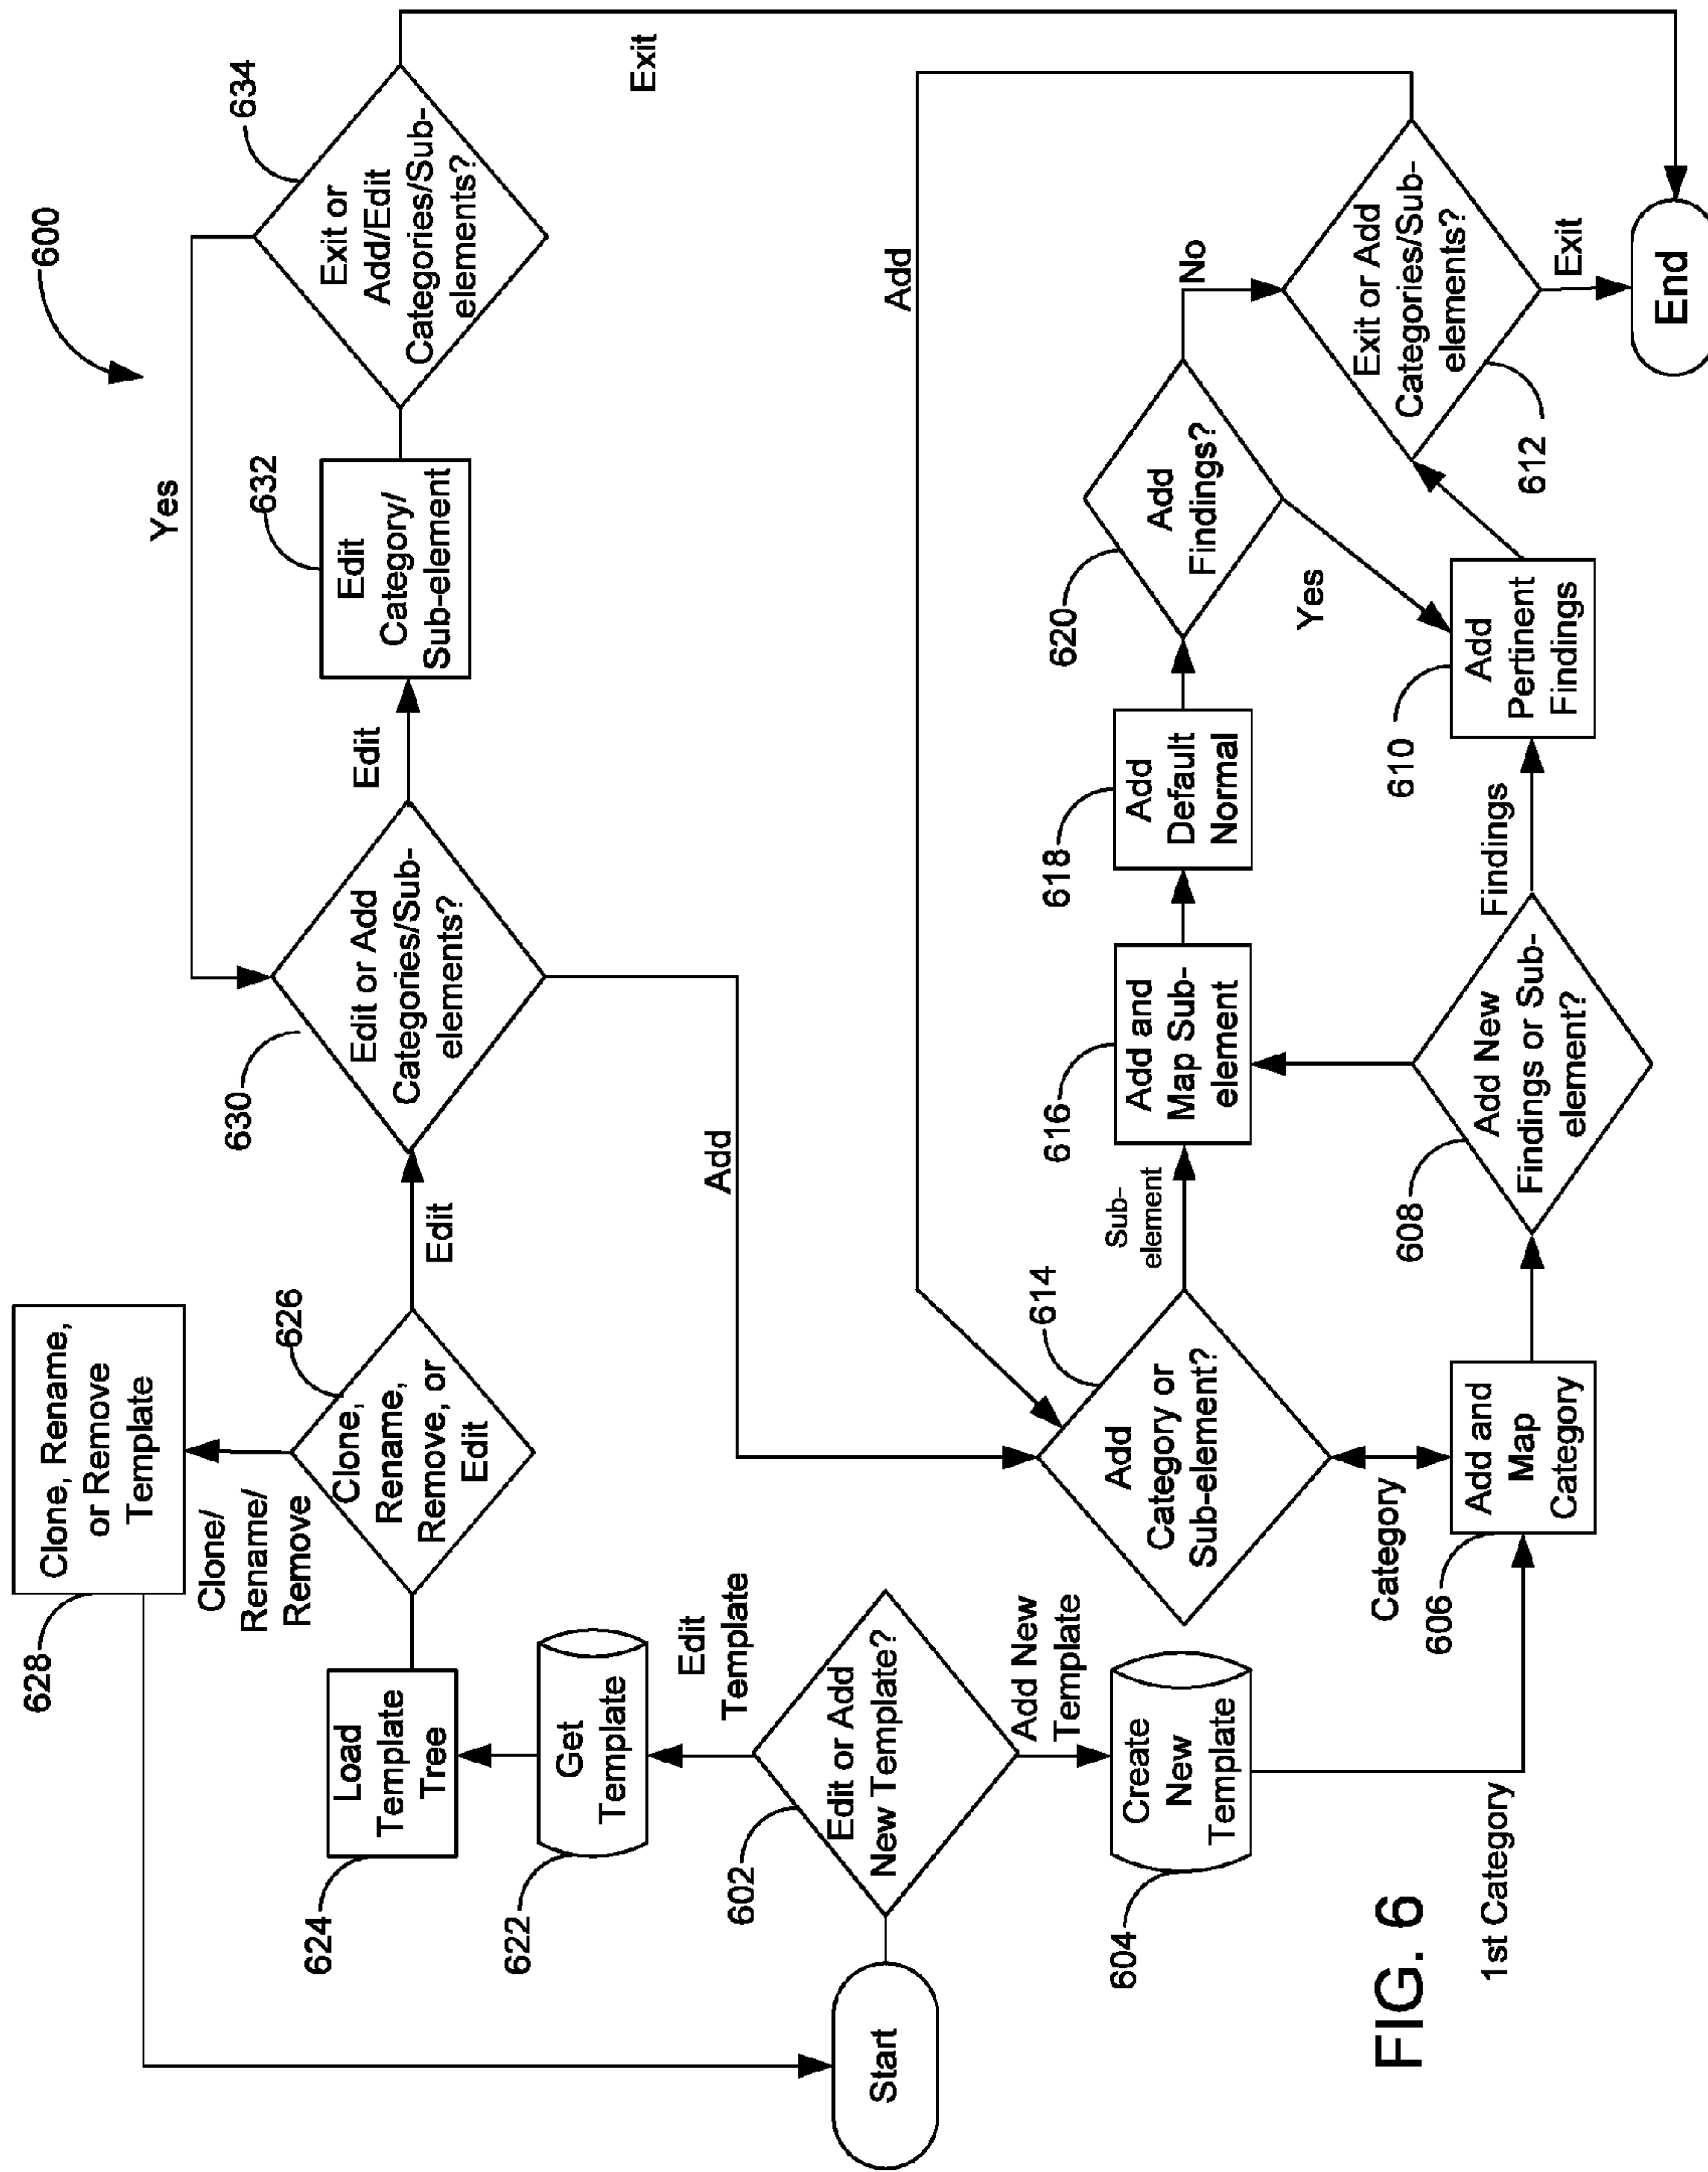 600
628
Clone, Rename,
or Remove
Template
Yes
Clone/
Rename/
Remove
624
Load
Template
Tree
626
Clone,
Rename,
Remove, or
Edit
Edit
630
Edit or Add
Categories/Sub-
elements?
Edit
632
Edit
Category/
Sub-element
634
Exit or
Add/Edit
Categories/Sub-
elements?
Exit
622
Get
Template
Edit
Template
Start
602
Edit or Add
New Template?
Add
Add
Add New
Template
604
Create
New
Template
614
Add
Category or
Sub-element?
Sub-
element
616
Add and
Map Sub-
element
618
Add
Default
Normal
620
Add
Findings?
No
Yes
Category
606
Add and
Map
Category
608
Add New
Findings or Sub-
element?
Findings
610
Add
Pertinent
Findings
612
Exit or Add
Categories/Sub-
elements?
Exit
End
1st Category
FIG. 6